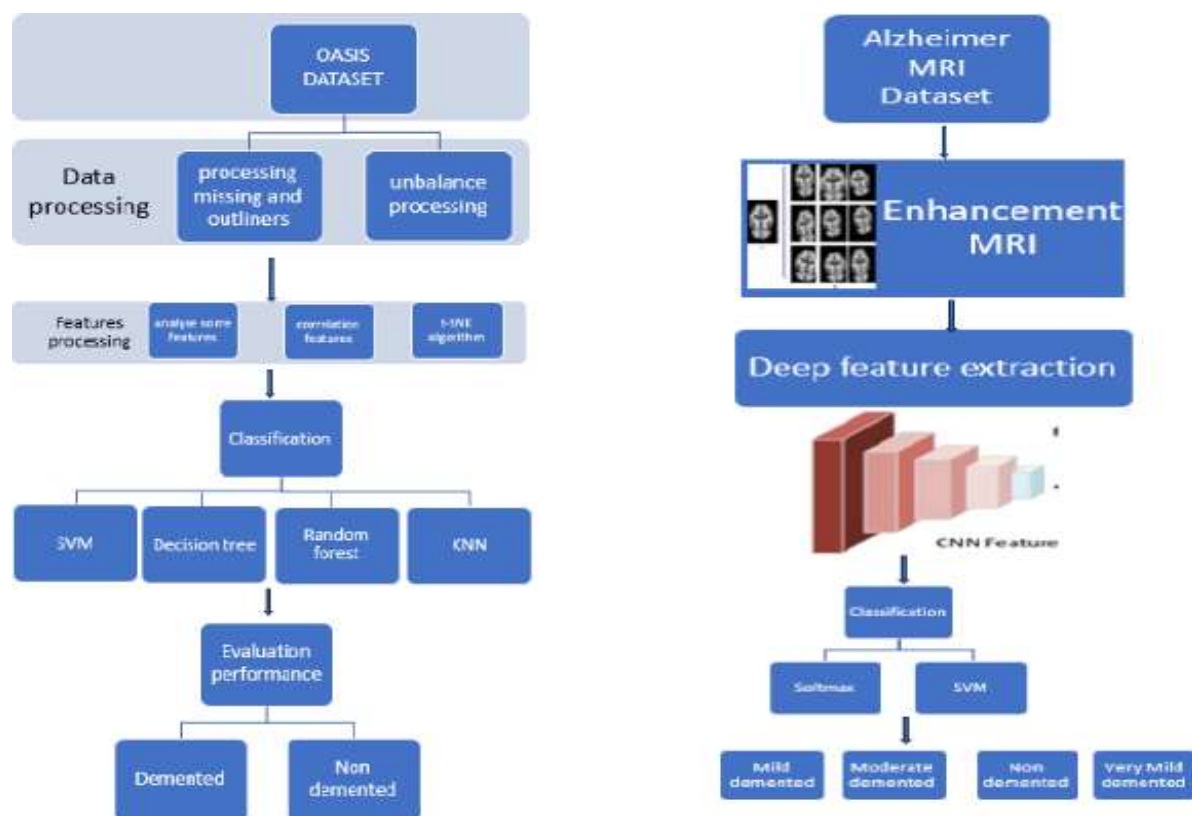 OASIS
DATASET
Data
processing
processing
missing and
outliners
unbalance
processing
Features
processing
analyse some
features
correlation
features
t-SNE
algorithm
Classification
SVM
Decision tree
Random
forest
KNN
Evaluation
performance
Demented
Non
demented
Alzheimer
MRI
Dataset
Enhancement
MRI
Deep feature extraction
CNN Feature
Classification
Softmax
SVM
Mild
demented
Moderate
demented
Non
demented
Very Mild
demented